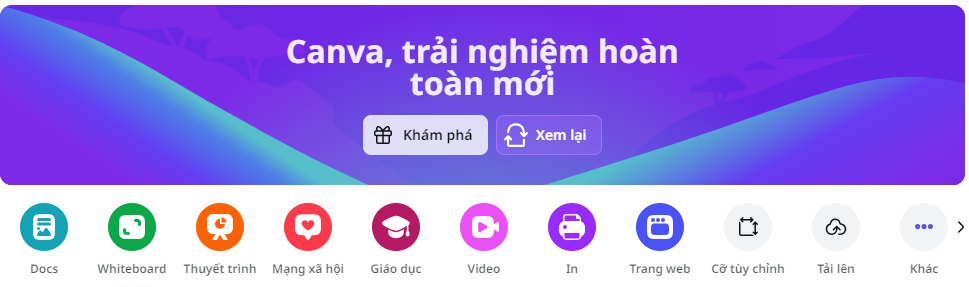 Canva, trải nghiệm hoàn
toàn mới
Khám phá
Xem lại
Docs
Whiteboard
Thuyết trình
Mạng xã hội
Giáo dục
Video
In
Trang web
Cỡ tùy chỉnh
Tải lên
Khác